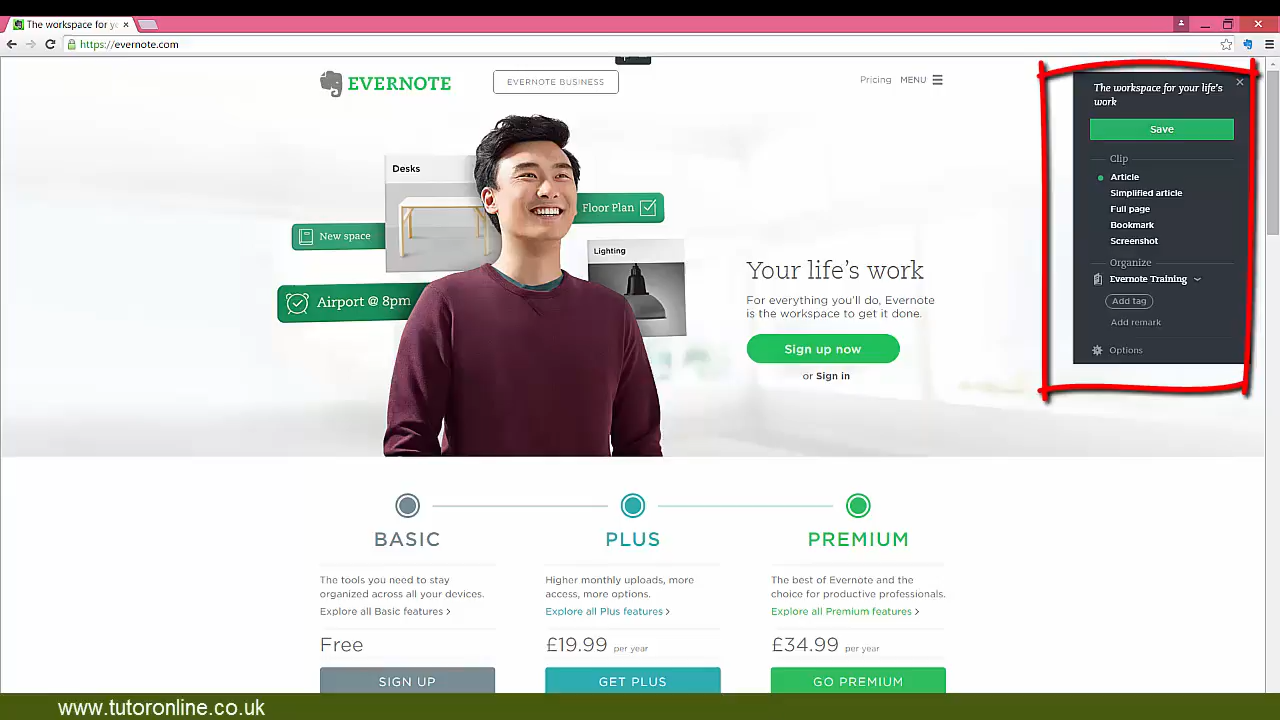 The workspace for yo
https://evernote.com
EVERNOTE
EVERNOTE BUSINESS
Pricing
MENU
The workspace for your life's
work
Save
Clip
Article
Simplified article
Full page
Bookmark
Screenshot
Organize
Evernote Training
Add tag
Add remark
Options
Desks
New space
Airport @ 8pm
Floor Plan
Lighting
Your life's work
For everything you'll do, Evernote
is the workspace to get it done.
Sign up now
or Sign in
BASIC
The tools you need to stay
organized across all your devices.
Explore all Basic features >
Free
SIGN UP
PLUS
Higher monthly uploads, more
access, more options.
Explore all Plus features >
£19.99 per year
GET PLUS
PREMIUM
The best of Evernote and the
choice for productive professionals.
Explore all Premium features >
£34.99 per year
GO PREMIUM
www.tutoronline.co.uk